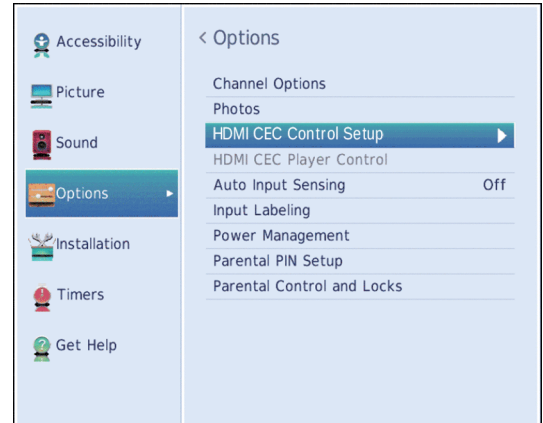 Accessibility
Picture
Sound
Options
Installation
Timers
Get Help
< Options
Channel Options
Photos
HDMI CEC Control Setup
HDMI CEC Player Control
Auto Input Sensing Off
Input Labeling
Power Management
Parental PIN Setup
Parental Control and Locks